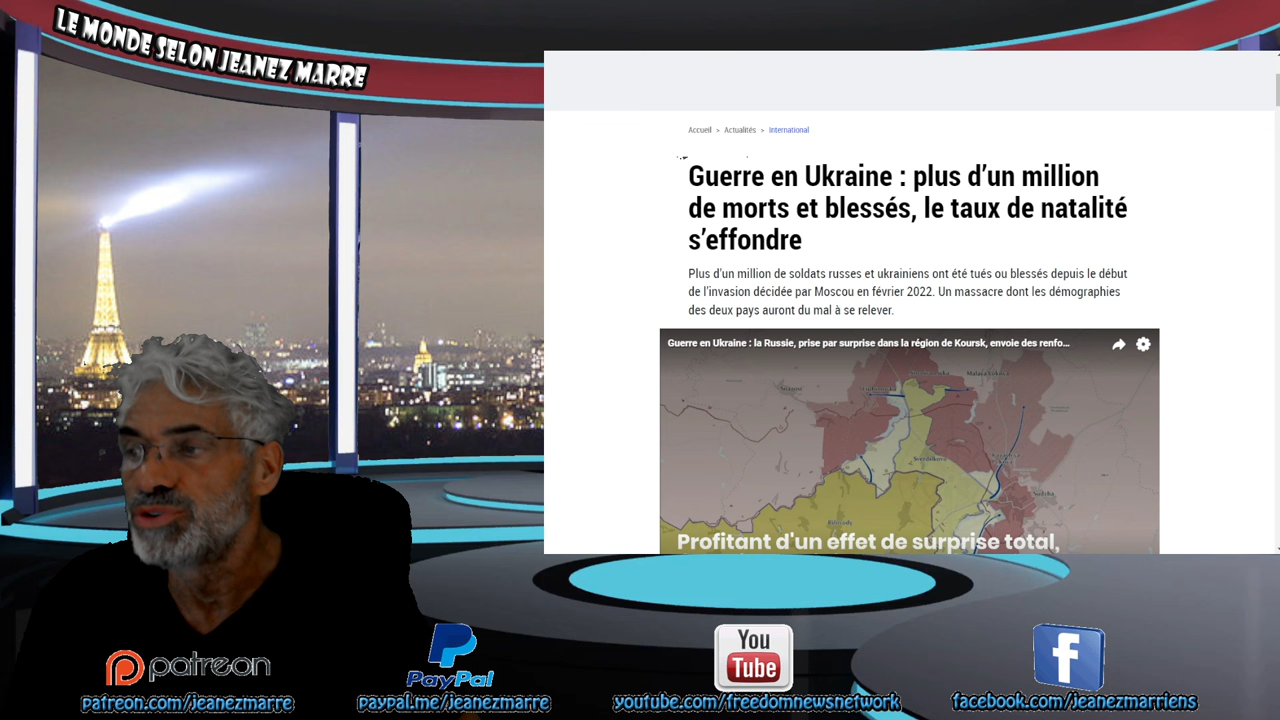 LE MONDE SELON JEANEZ MARRE
Accueil > Actualités > International
Guerre en Ukraine : plus d’un million
de morts et blessés, le taux de natalité
s’effondre
Plus d’un million de soldats russes et ukrainiens ont été tués ou blessés depuis le début
de l’invasion décidée par Moscou en février 2022. Un massacre dont les démographies
des deux pays auront du mal à se relever.
Guerre en Ukraine : la Russie, prise par surprise dans la région de Koursk, envoie des renfo...
Profitant d'un effet de surprise total,
patreon
PayPal
You
Tube
f
patreon.com/jeanezmarre
paypal.me/jeanezmarre
youtube.com/freedomnewsnetwork
facebook.com/jeanezmarriens